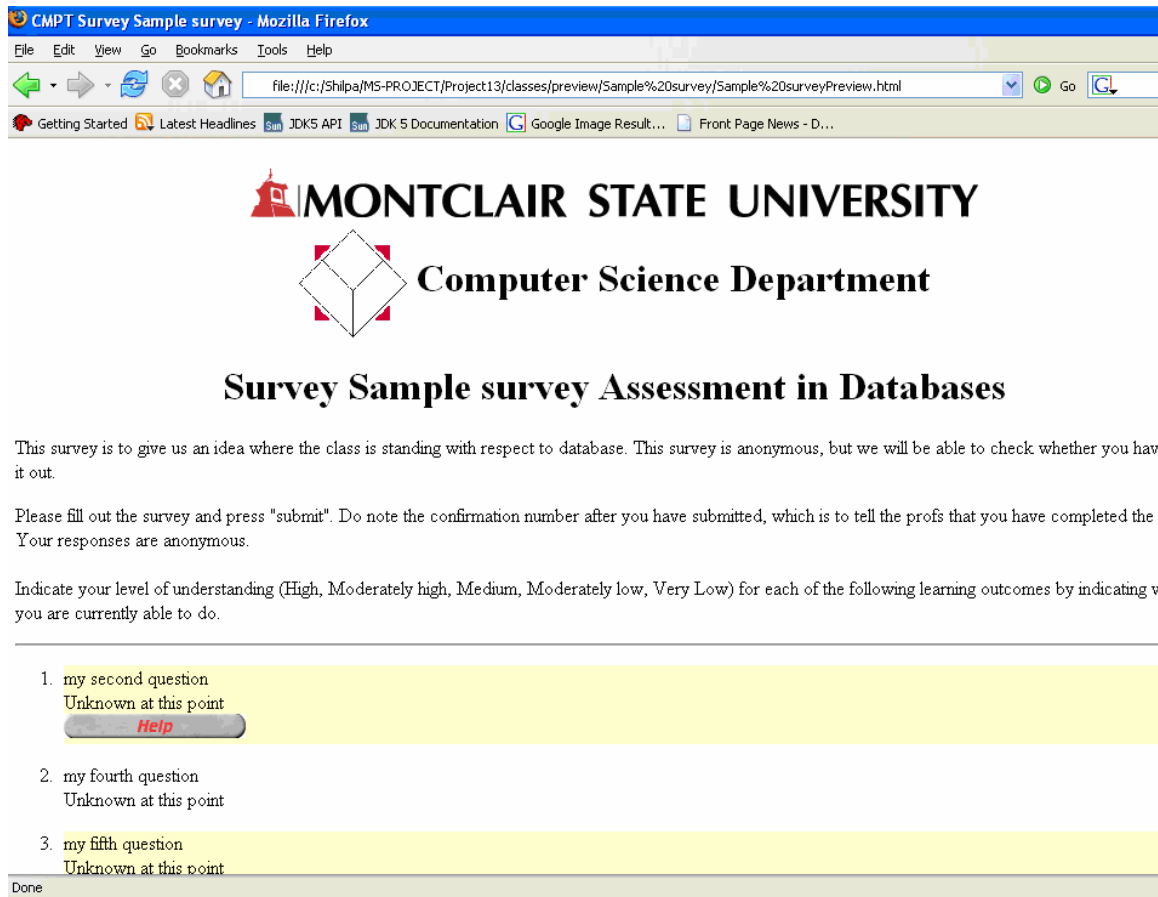 CMPT Survey Sample survey - Mozilla Firefox
File Edit View Go Bookmarks Tools Help
file:///c:/Shilpa/MS-PROJECT/Project13/classes/preview/Sample%20survey/Sample%20surveyPreview.html Go G
Getting Started Latest Headlines Sun JDK5 API Sun JDK 5 Documentation G Google Image Result... Front Page News - D...
MONTCLAIR STATE UNIVERSITY
Computer Science Department
Survey Sample survey Assessment in Databases
This survey is to give us an idea where the class is standing with respect to database. This survey is anonymous, but we will be able to check whether you hav
it out.
Please fill out the survey and press "submit". Do note the confirmation number after you have submitted, which is to tell the profs that you have completed the
Your responses are anonymous.
Indicate your level of understanding (High, Moderately high, Medium, Moderately low, Very Low) for each of the following learning outcomes by indicating
you are currently able to do.
1. my second question
Unknown at this point
Help
2. my fourth question
Unknown at this point
3. my fifth question
Unknown at this point
Done